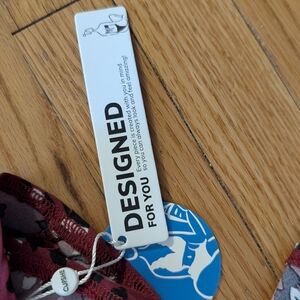 DESIGNED
FOR YOU
Every piece is created with you in mind
so you can always look and feel amazing!